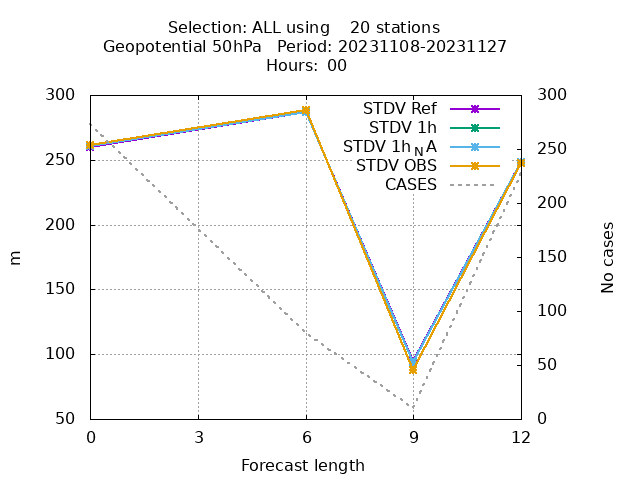 Selection: ALL using    20 stations
Geopotential 50hPa   Period: 20231108-20231127
Hours:  00
300
250
200
150
100
50
m
STDV Ref
STDV 1h
STDV 1h_N A
STDV OBS
CASES
300
250
200
150
100
50
0
No cases
0 3 6 9 12
Forecast length